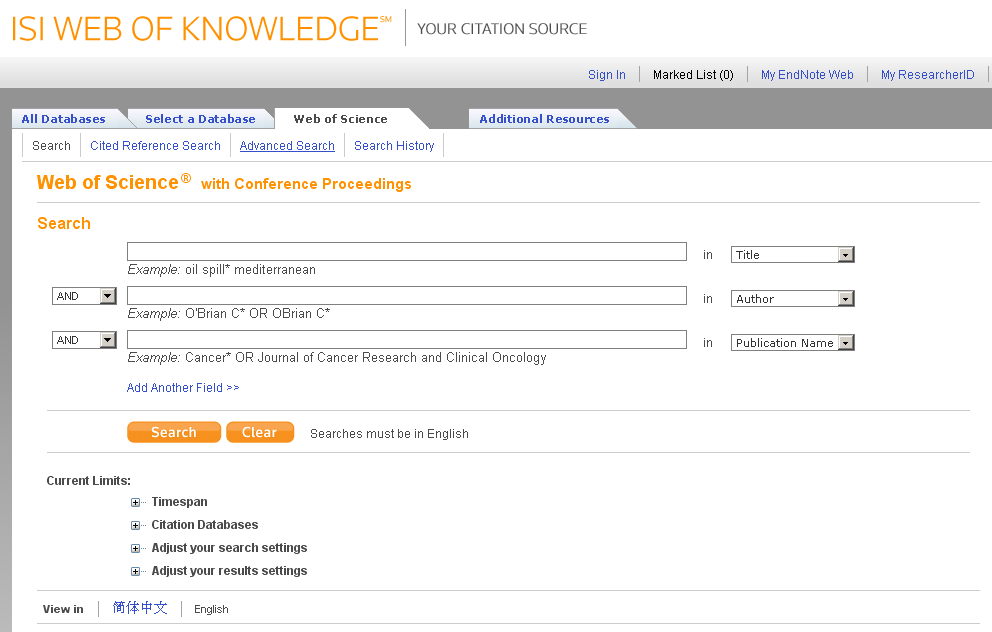 ISI WEB OF KNOWLEDGE℠ YOUR CITATION SOURCE
Sign In Marked List (0) My EndNote Web My ResearcherID
All Databases Select a Database Web of Science Additional Resources
Search Cited Reference Search Advanced Search Search History
Web of Science® with Conference Proceedings
Search
in Title
Example: oil spill* mediterranean
AND in Author
Example: O'Brian C* OR OBrian C*
AND in Publication Name
Example: Cancer* OR Journal of Cancer Research and Clinical Oncology
Add Another Field >>
Search Clear Searches must be in English
Current Limits:
Timespan
Citation Databases
Adjust your search settings
Adjust your results settings
View in 简体中文 English